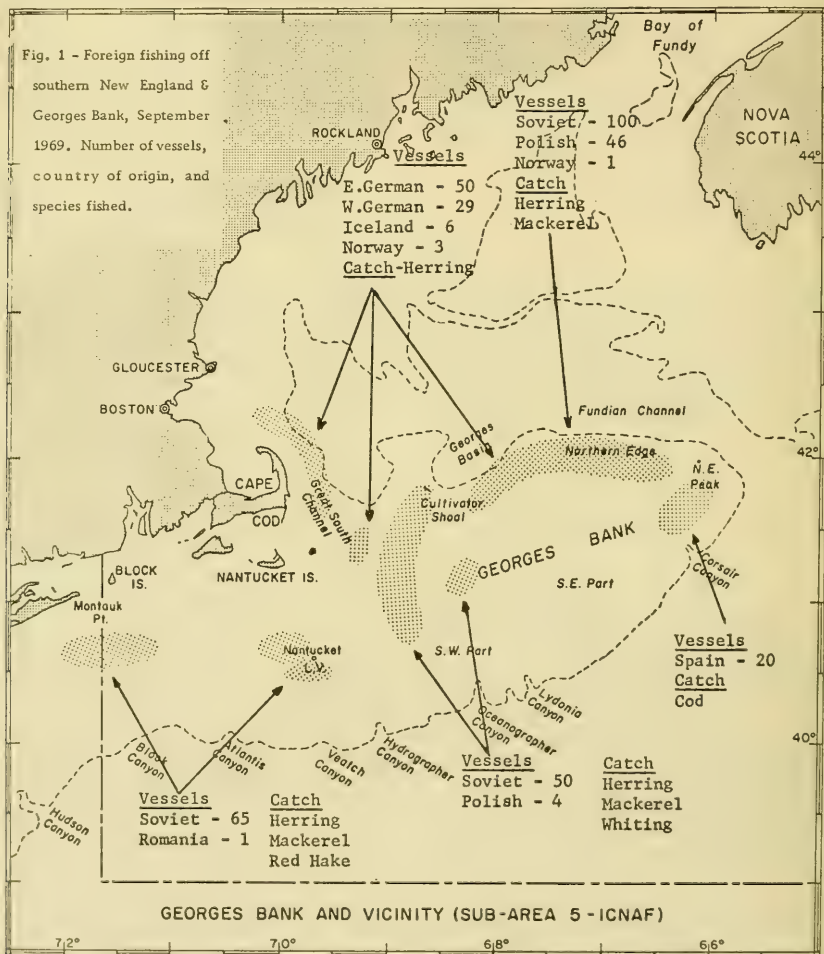 Fig. 1 - Foreign fishing off
southern New England &
Georges Bank, September
1969. Number of vessels,
country of origin, and
species fished.
Bay of
Fundy
NOVA
SCOTIA
44°
ROCKLAND
Vessels
E.German - 50
W.German - 29
Iceland - 6
Norway - 3
Catch-Herring
Vessels
Soviet - 100
Polish - 46
Norway - 1
Catch
Herring
Mackerel
GLOUCESTER
BOSTON
CAPE
COD
Great South
Channel
Georges
Basin
Fundian Channel
42°
Northern Edge
N.E.
Peak
Cultivator
Shoal
GEORGES BANK
S.E. Part
Corsair
Canyon
BLOCK
IS.
NANTUCKET IS.
Montauk
Pt.
Nantucket
L.V.
S.W. Part
Vessels
Spain - 20
Catch
Cod
Lydonia
Canyon
Oceanographer
Canyon
Hydrographer
Canyon
Veatch
Canyon
Atlantis
Canyon
Block
Canyon
Hudson
Canyon
40°
Vessels
Soviet - 65
Romania - 1
Catch
Herring
Mackerel
Red Hake
Vessels
Soviet - 50
Polish - 4
Catch
Herring
Mackerel
Whiting
GEORGES BANK AND VICINITY (SUB-AREA 5-ICNAF)
72°
70°
68°
66°